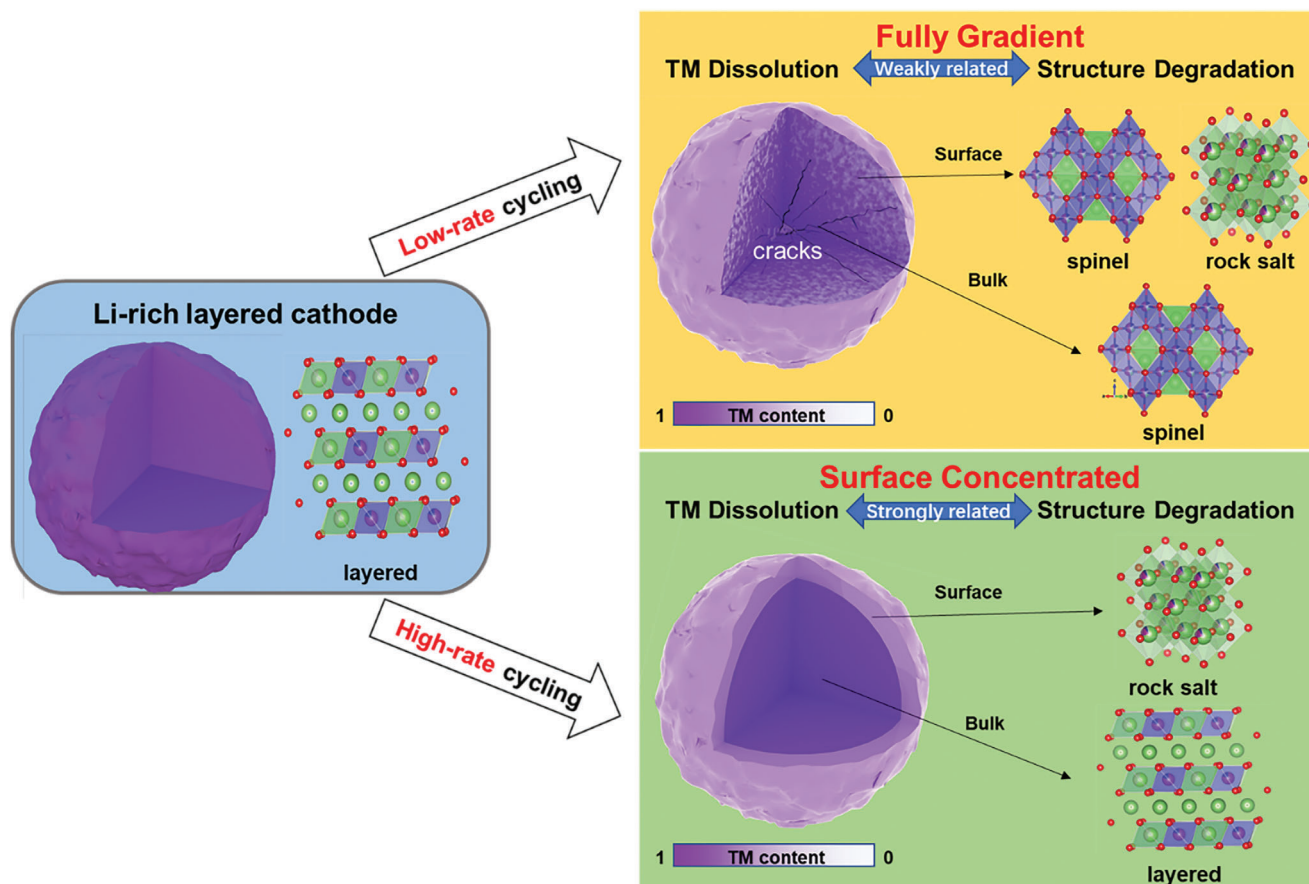 Li-rich layered cathode
layered
Low-rate cycling
High-rate cycling
Fully Gradient
TM Dissolution Weakly related Structure Degradation
Surface
cracks
spinel
rock salt
Bulk
spinel
1 TM content 0
Surface Concentrated
TM Dissolution Strongly related Structure Degradation
Surface
rock salt
Bulk
layered
1 TM content 0